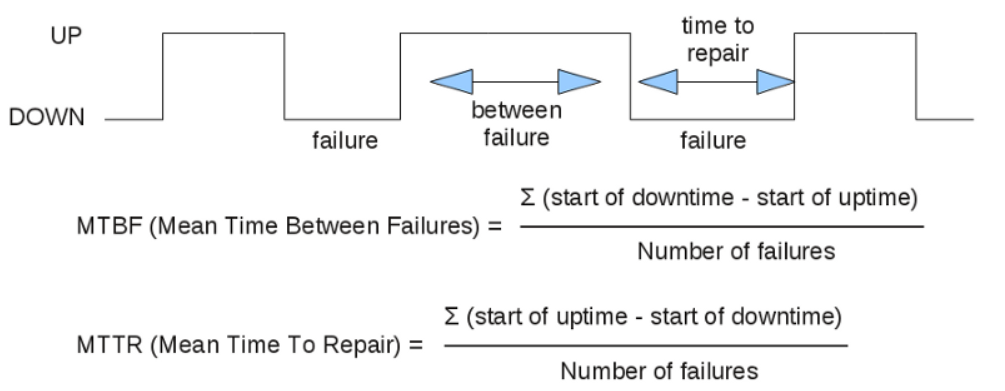 UP
time to
repair
DOWN
between
failure
failure
failure
Σ (start of downtime - start of uptime)
MTBF (Mean Time Between Failures) =
Number of failures
Σ (start of uptime - start of downtime)
MTTR (Mean Time To Repair) =
Number of failures